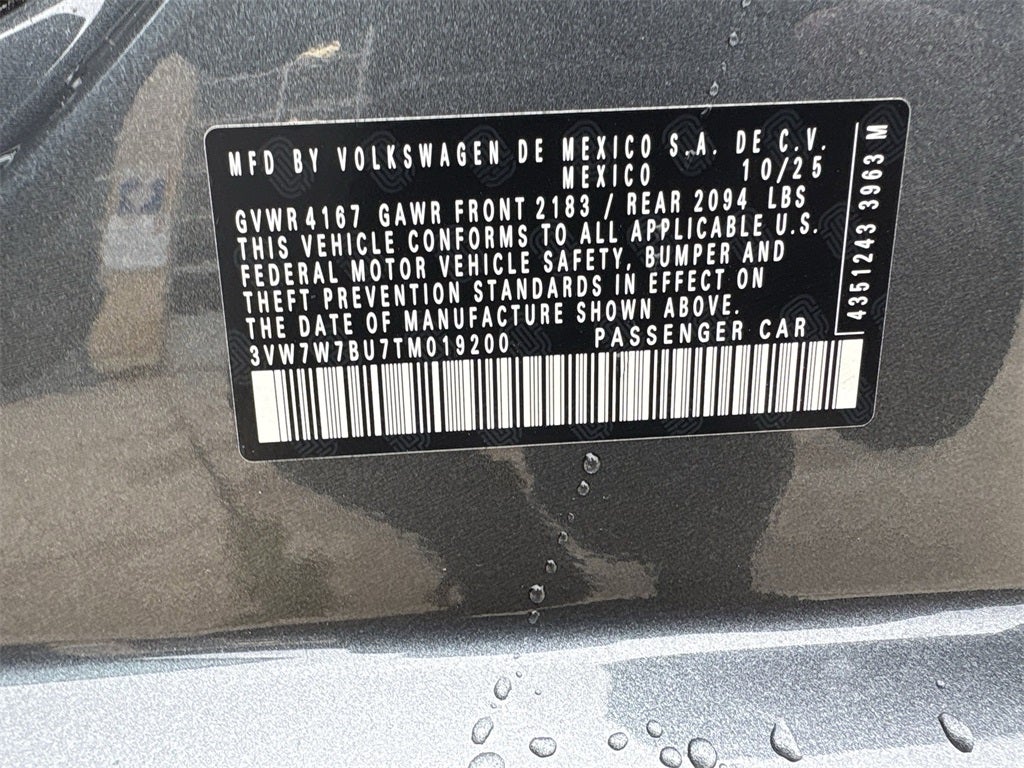 MFD BY VOLKSWAGEN DE MEXICO S.A. DE C.V.
MEXICO 10/25
GVWR 4167 GAWR FRONT 2183 / REAR 2094 LBS
THIS VEHICLE CONFORMS TO ALL APPLICABLE U.S.
FEDERAL MOTOR VEHICLE SAFETY, BUMPER AND
THEFT PREVENTION STANDARDS IN EFFECT ON
THE DATE OF MANUFACTURE SHOWN ABOVE.
3VW7W7BU7TM019200 PASSENGER CAR
4351243 3963 M